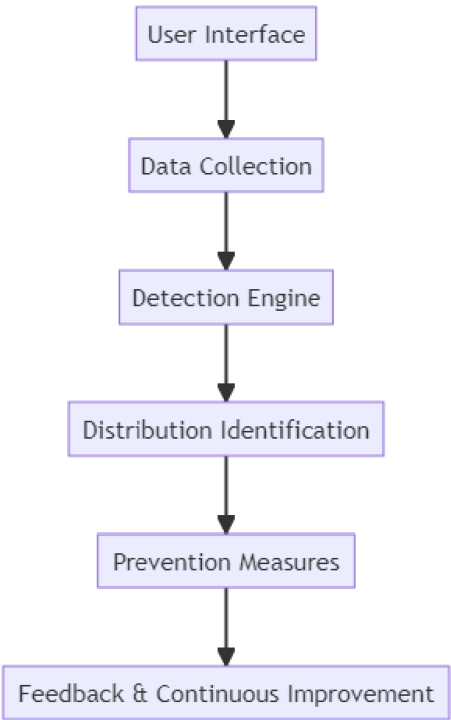 User Interface
Data Collection
Detection Engine
Distribution Identification
Prevention Measures
Feedback & Continuous Improvement